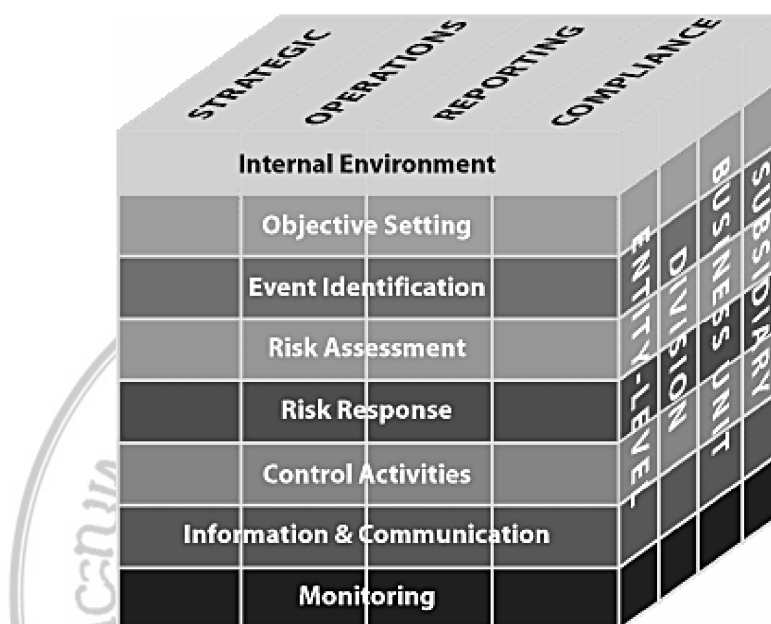 STRATEGIC
OPERATIONS
REPORTING
COMPLIANCE
Internal Environment
Objective Setting
Event Identification
Risk Assessment
Risk Response
Control Activities
Information & Communication
Monitoring
ENTITY-LEVEL
DIVISION
BUSINESS UNIT
SUBSIDIARY